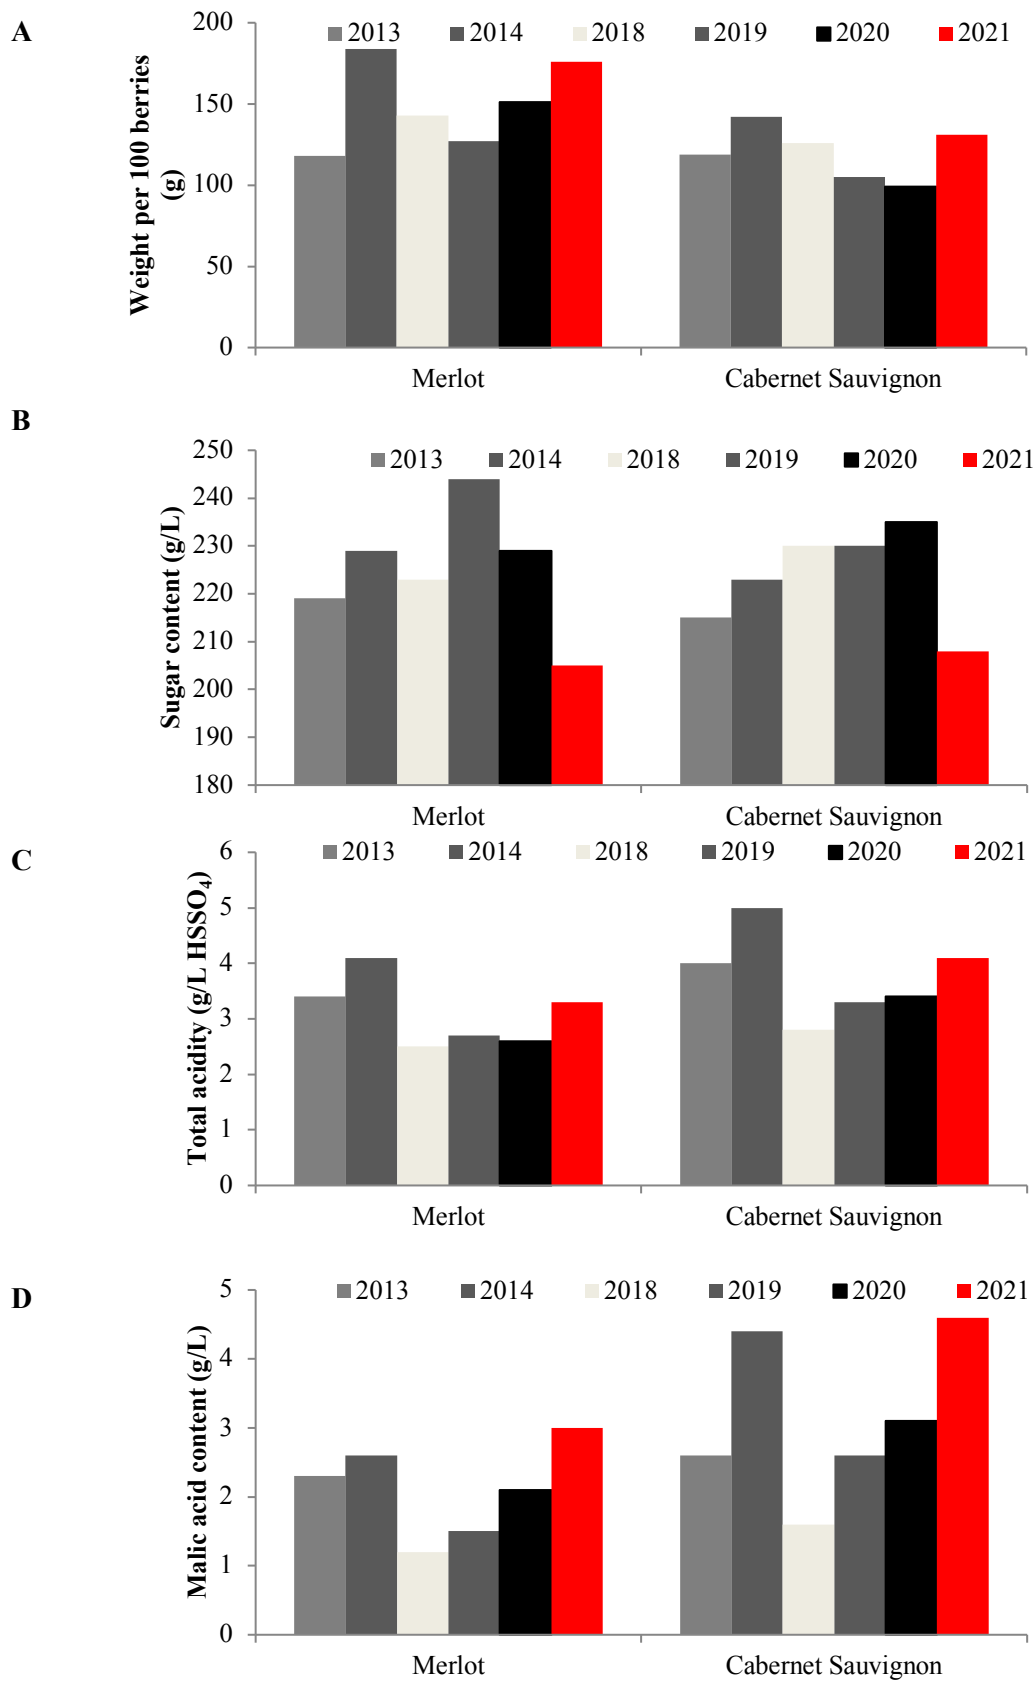 A
2013 2014 2018 2019 2020 2021
Weight per 100 berries
(g)
200
150
100
50
0
Merlot Cabernet Sauvignon
B
2013 2014 2018 2019 2020 2021
Sugar content (g/L)
250
240
230
220
210
200
190
180
Merlot Cabernet Sauvignon
C
2013 2014 2018 2019 2020 2021
Total acidity (g/L HSSO₄)
6
5
4
3
2
1
0
Merlot Cabernet Sauvignon
D
2013 2014 2018 2019 2020 2021
Malic acid content (g/L)
5
4
3
2
1
0
Merlot Cabernet Sauvignon